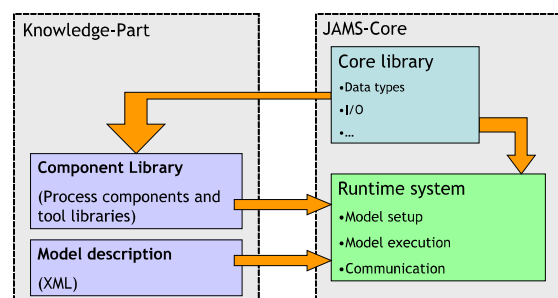 Knowledge-Part
JAMS-Core
Core library
•Data types
•I/O
•...
Component Library
(Process components and
tool libraries)
Runtime system
•Model setup
•Model execution
•Communication
Model description
(XML)